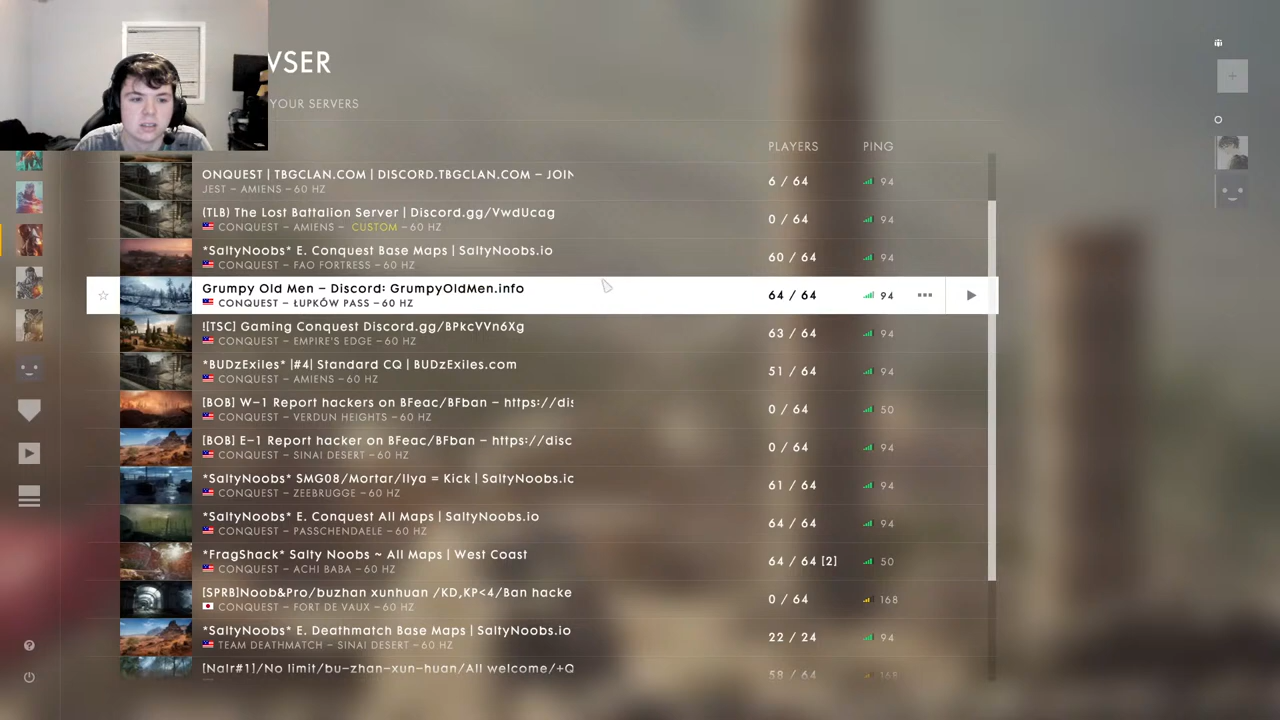 WSER
YOUR SERVERS
PLAYERS PING
ONQUEST | TBGCLAN.COM | DISCORD.TBGCLAN.COM – JOIN
JEST – AMIENS – 60 HZ
6 / 64 94
(TLB) The Lost Battalion Server | Discord.gg/VwdUcag
CONQUEST – AMIENS – CUSTOM – 60 HZ
0 / 64 94
*SaltyNoobs* E. Conquest Base Maps | SaltyNoobs.io
CONQUEST – FAO FORTRESS – 60 HZ
60 / 64 94
Grumpy Old Men – Discord: GrumpyOldMen.info
CONQUEST – ŁUPKÓW PASS – 60 HZ
64 / 64 94
![TSC] Gaming Conquest Discord.gg/BPkcVVn6Xg
CONQUEST – EMPIRE'S EDGE – 60 HZ
63 / 64 94
*BUDzExiles* |#4| Standard CQ | BUDzExiles.com
CONQUEST – AMIENS – 60 HZ
51 / 64 94
[BOB] W–1 Report hackers on BFeac/BFban – https://dis
CONQUEST – VERDUN HEIGHTS – 60 HZ
0 / 64 50
[BOB] E–1 Report hacker on BFeac/BFban – https://disc
CONQUEST – SINAI DESERT – 60 HZ
0 / 64 94
*SaltyNoobs* SMG08/Mortar/Ilya = Kick | SaltyNoobs.ic
CONQUEST – ZEEBRUGGE – 60 HZ
61 / 64 94
*SaltyNoobs* E. Conquest All Maps | SaltyNoobs.io
CONQUEST – PASSCHENDAELE – 60 HZ
64 / 64 94
*FragShack* Salty Noobs ~ All Maps | West Coast
CONQUEST – ACHI BABA – 60 HZ
64 / 64 [2] 50
[SPRB]Noob&Pro/buzhan xunhuan /KD,KP<4/Ban hacke
CONQUEST – FORT DE VAUX – 60 HZ
0 / 64 168
*SaltyNoobs* E. Deathmatch Base Maps | SaltyNoobs.io
TEAM DEATHMATCH – SINAI DESERT – 60 HZ
22 / 24 94
[Nalr#1]/No limit/bu–zhan–xun–huan/All welcome/+Q
58 / 64 168